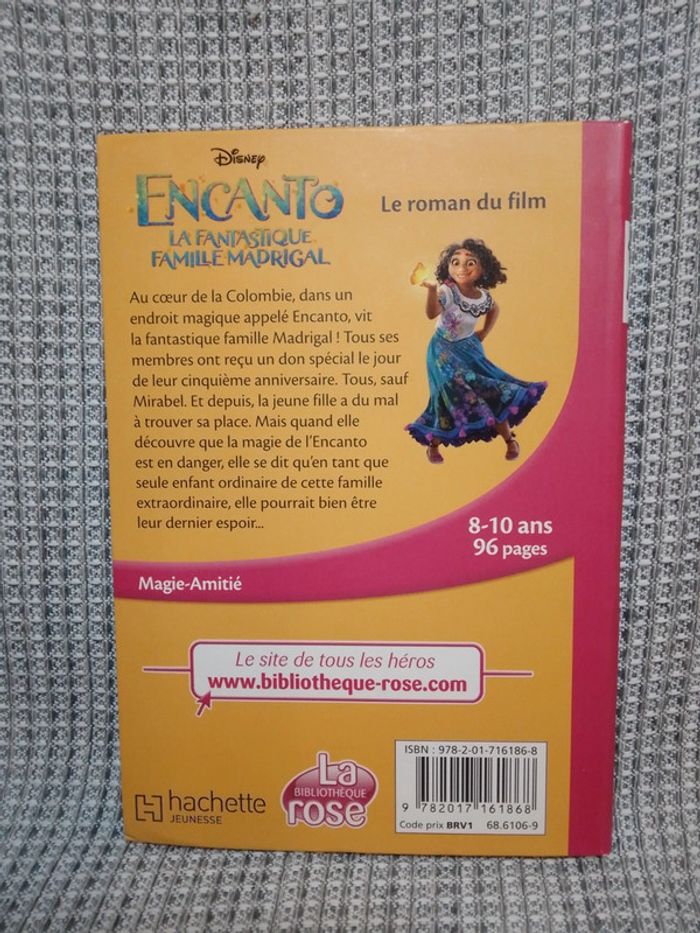 Disney
ENCANTO
LA FANTASTIQUE
FAMILLE MADRIGAL
Le roman du film
Au cœur de la Colombie, dans un
endroit magique appelé Encanto, vit
la fantastique famille Madrigal ! Tous ses
membres ont reçu un don spécial le jour
de leur cinquième anniversaire. Tous, sauf
Mirabel. Et depuis, la jeune fille a du mal
à trouver sa place. Mais quand elle
découvre que la magie de l'Encanto
est en danger, elle se dit qu'en tant que
seule enfant ordinaire de cette famille
extraordinaire, elle pourrait bien être
leur dernier espoir...
8-10 ans
96 pages
Magie-Amitié
Le site de tous les héros
www.bibliotheque-rose.com
hachette
JEUNESSE
La
BIBLIOTHÈQUE
rose
ISBN : 978-2-01-716186-8
9 782017 161868
Code prix BRV1 68.6106-9